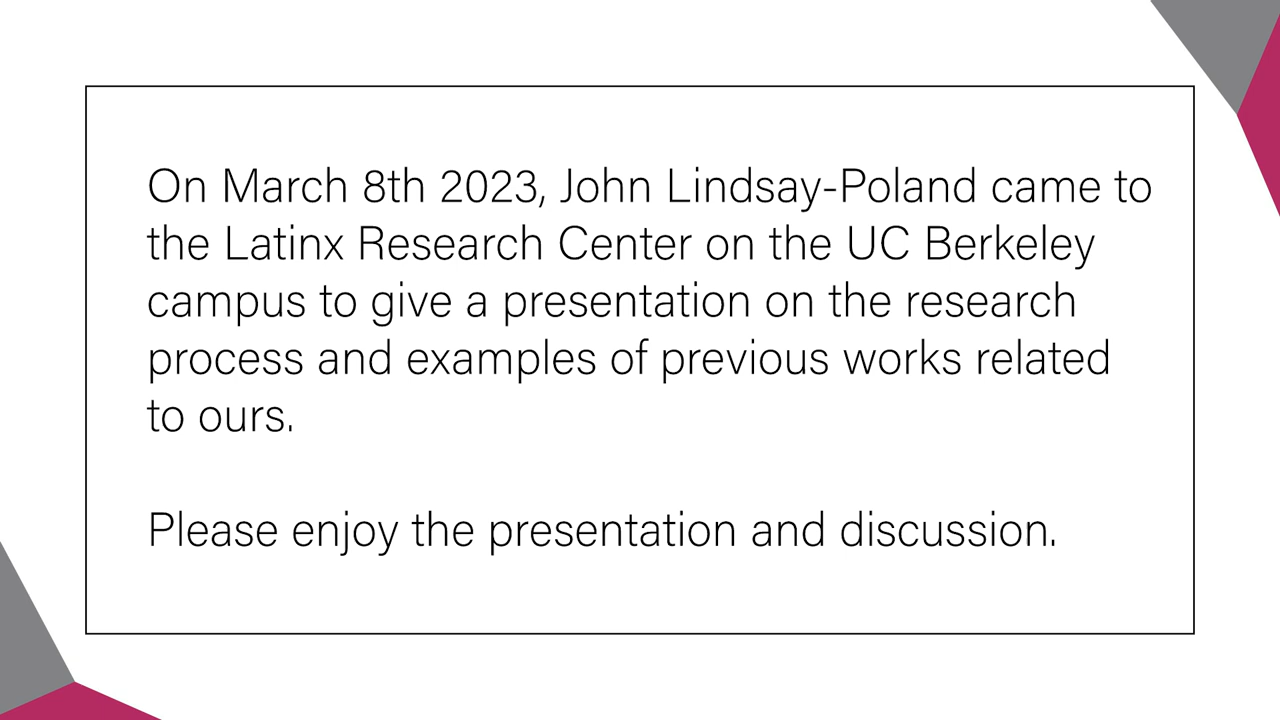 On March 8th 2023, John Lindsay-Poland came to
the Latinx Research Center on the UC Berkeley
campus to give a presentation on the research
process and examples of previous works related
to ours.
Please enjoy the presentation and discussion.